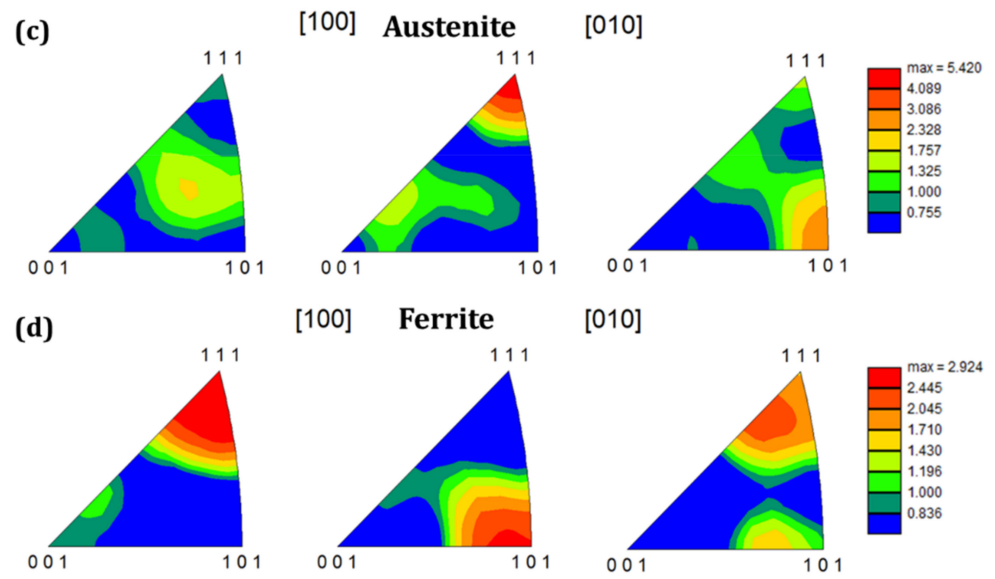 (c)
[100] Austenite [010]
1 1 1
0 0 1 1 0 1
1 1 1
0 0 1 1 0 1
1 1 1
0 0 1 1 0 1
max = 5.420
4.089
3.086
2.328
1.757
1.325
1.000
0.755
(d)
[100] Ferrite [010]
1 1 1
0 0 1 1 0 1
1 1 1
0 0 1 1 0 1
1 1 1
0 0 1 1 0 1
max = 2.924
2.445
2.045
1.710
1.430
1.196
1.000
0.836